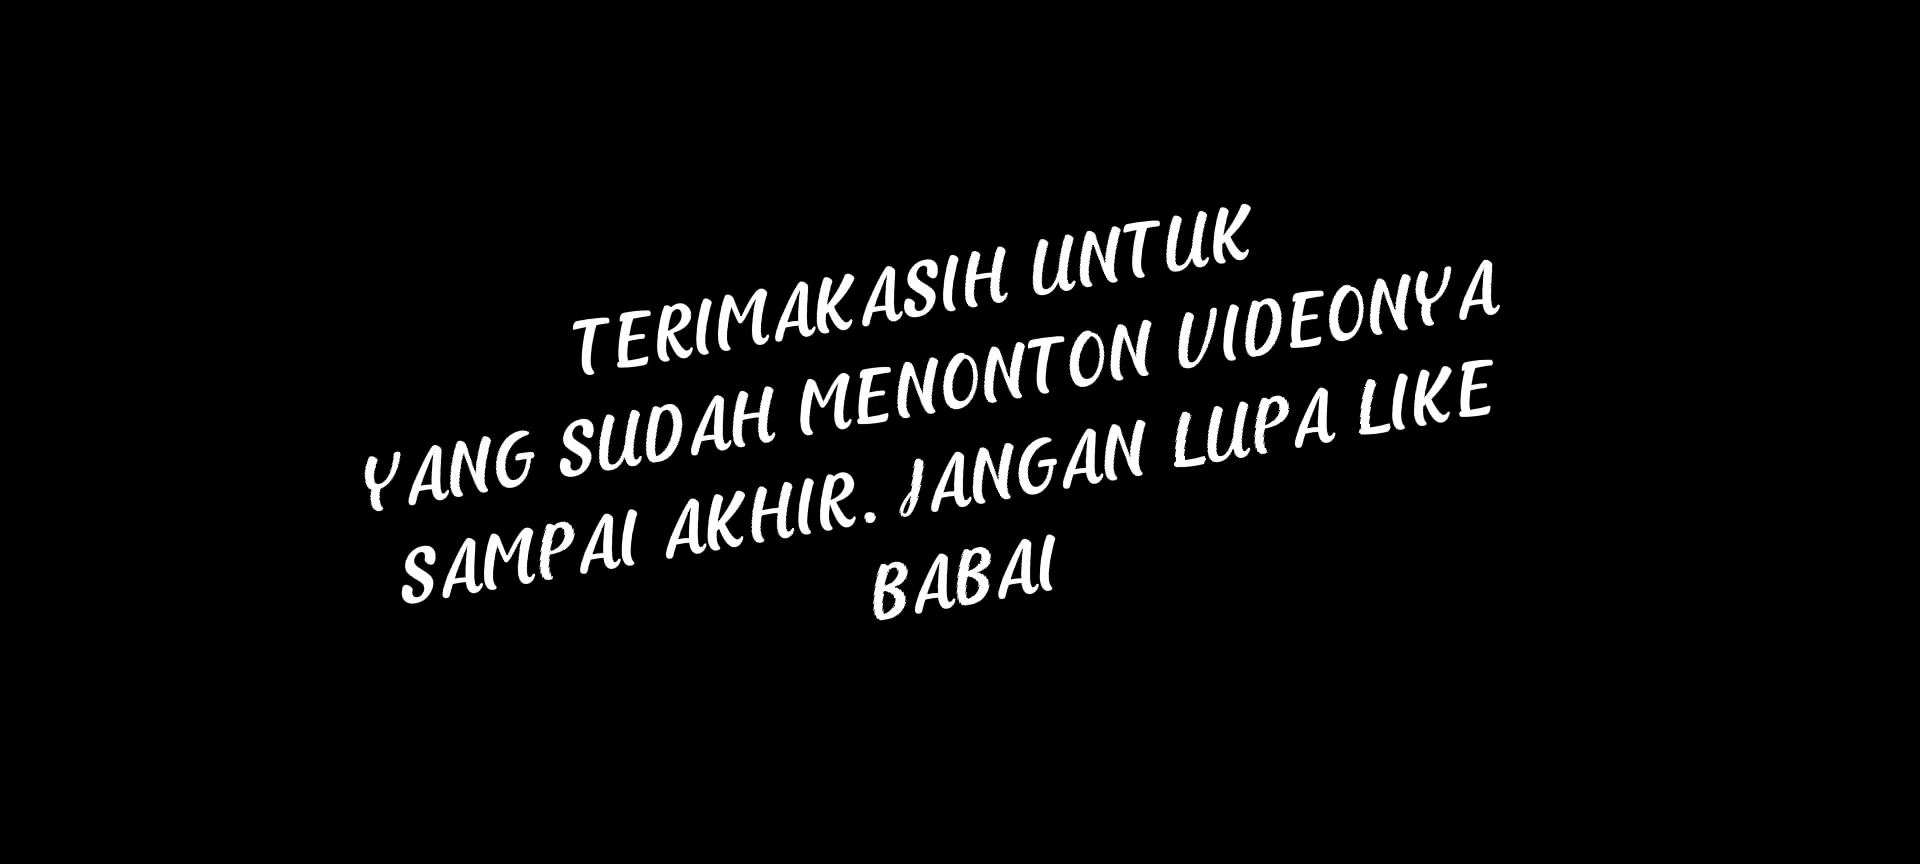 TERIMAKASIH UNTUK
YANG SUDAH MENONTON VIDEONYA
SAMPAI AKHIR. JANGAN LUPA LIKE
BABAI